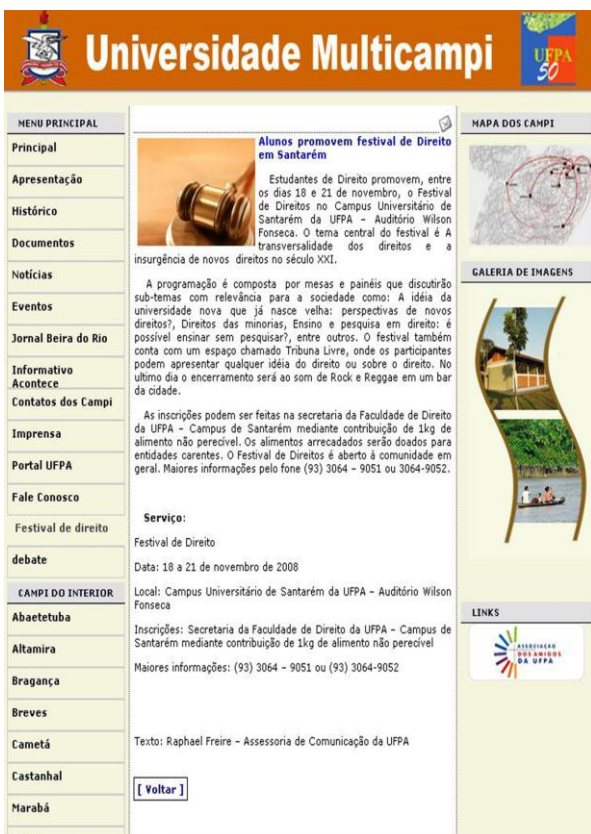 Universidade Multicampi
UFPA
50
MENU PRINCIPAL
Principal
Apresentação
Histórico
Documentos
Notícias
Eventos
Jornal Beira do Rio
Informativo
Acontece
Contatos dos Campi
Imprensa
Portal UFPA
Fale Conosco
Festival de direito
debate
CAMPI DO INTERIOR
Abaetetuba
Altamira
Bragança
Breves
Cametá
Castanhal
Marabá
Alunos promovem festival de Direito
em Santarém
Estudantes de Direito promovem, entre
os dias 18 e 21 de novembro, o Festival
de Direitos no Campus Universitário de
Santarém da UFPA – Auditório Wilson
Fonseca. O tema central do festival é A
transversalidade dos direitos e a
insurgência de novos direitos no século XXI.
A programação é composta por mesas e painéis que discutirão
sub-temas com relevância para a sociedade como: A idéia da
universidade nova que já nasce velha: perspectivas de novos
direitos?, Direitos das minorias, Ensino e pesquisa em direito: é
possível ensinar sem pesquisar?, entre outros. O festival também
conta com um espaço chamado Tribuna Livre, onde os participantes
podem apresentar qualquer idéia do direito ou sobre o direito. No
ultimo dia o encerramento será ao som de Rock e Reggae em um bar
da cidade.
As inscrições podem ser feitas na secretaria da Faculdade de Direito
da UFPA – Campus de Santarém mediante contribuição de 1kg de
alimento não perecível. Os alimentos arrecadados serão doados para
entidades carentes. O Festival de Direitos é aberto à comunidade em
geral. Maiores informações pelo fone (93) 3064 – 9051 ou 3064-9052.
Serviço:
Festival de Direito
Data: 18 a 21 de novembro de 2008
Local: Campus Universitário de Santarém da UFPA – Auditório Wilson
Fonseca
Inscrições: Secretaria da Faculdade de Direito da UFPA – Campus de
Santarém mediante contribuição de 1kg de alimento não perecível
Maiores informações: (93) 3064 – 9051 ou (93) 3064-9052
Texto: Raphael Freire – Assessoria de Comunicação da UFPA
[ Voltar ]
MAPA DOS CAMPI
GALERIA DE IMAGENS
LINKS
ASSOCIAÇÃO
DOS AMIGOS
DA UFPA